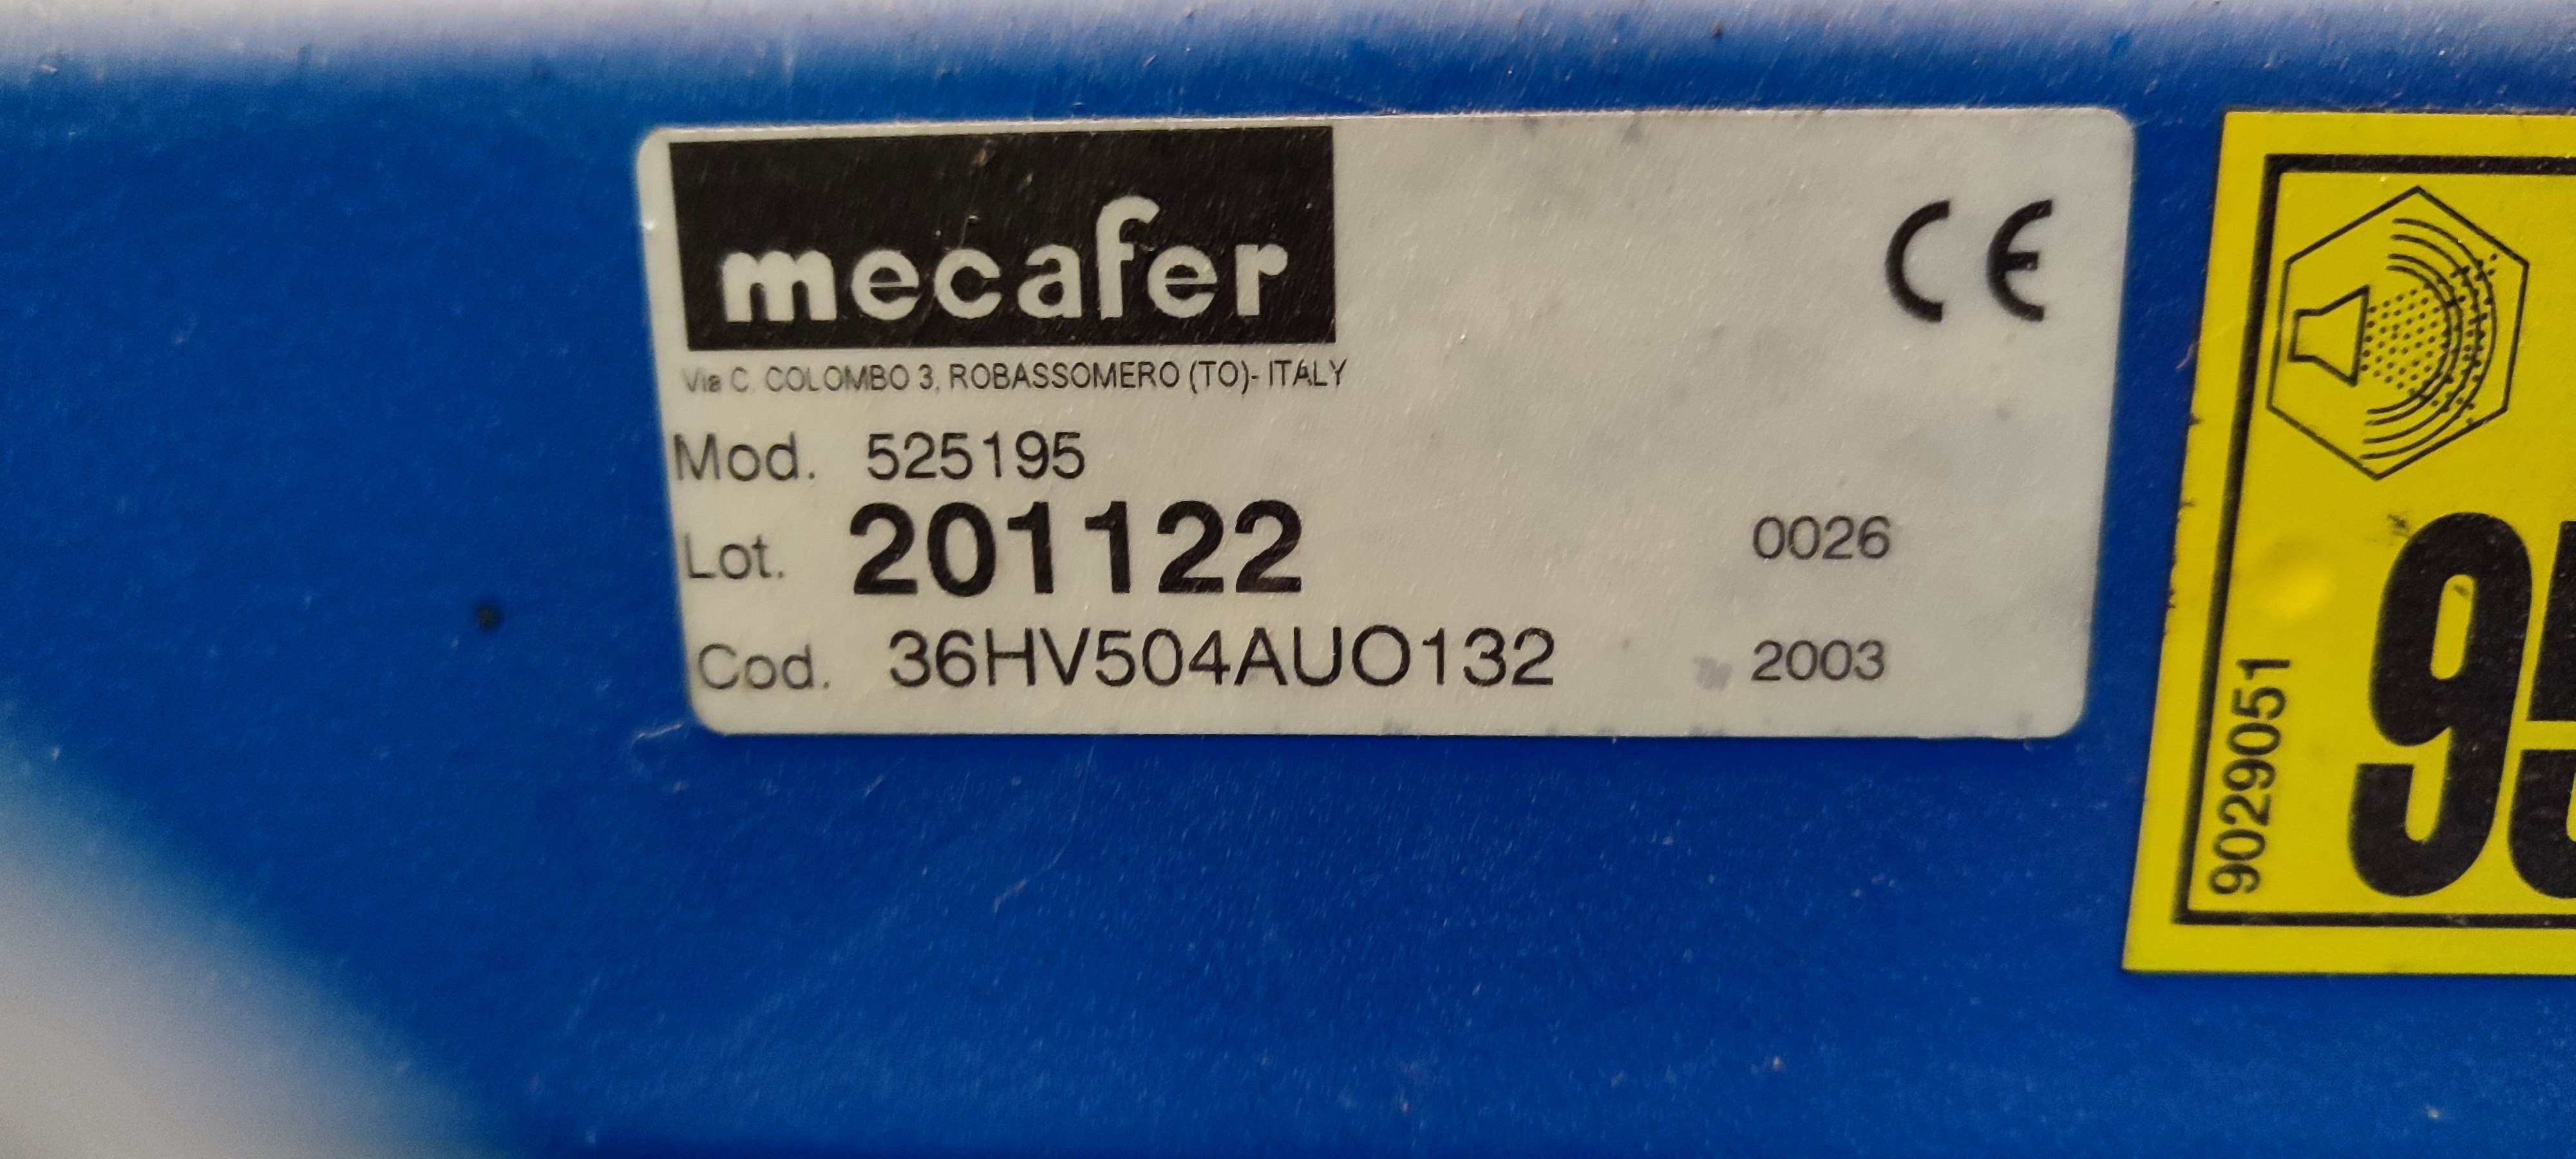 mecafer
CE
Via C. COLOMBO 3, ROBASSOMERO (TO)- ITALY
Mod. 525195
Lot. 201122 0026
Cod. 36HV504AUO132 2003
9029051